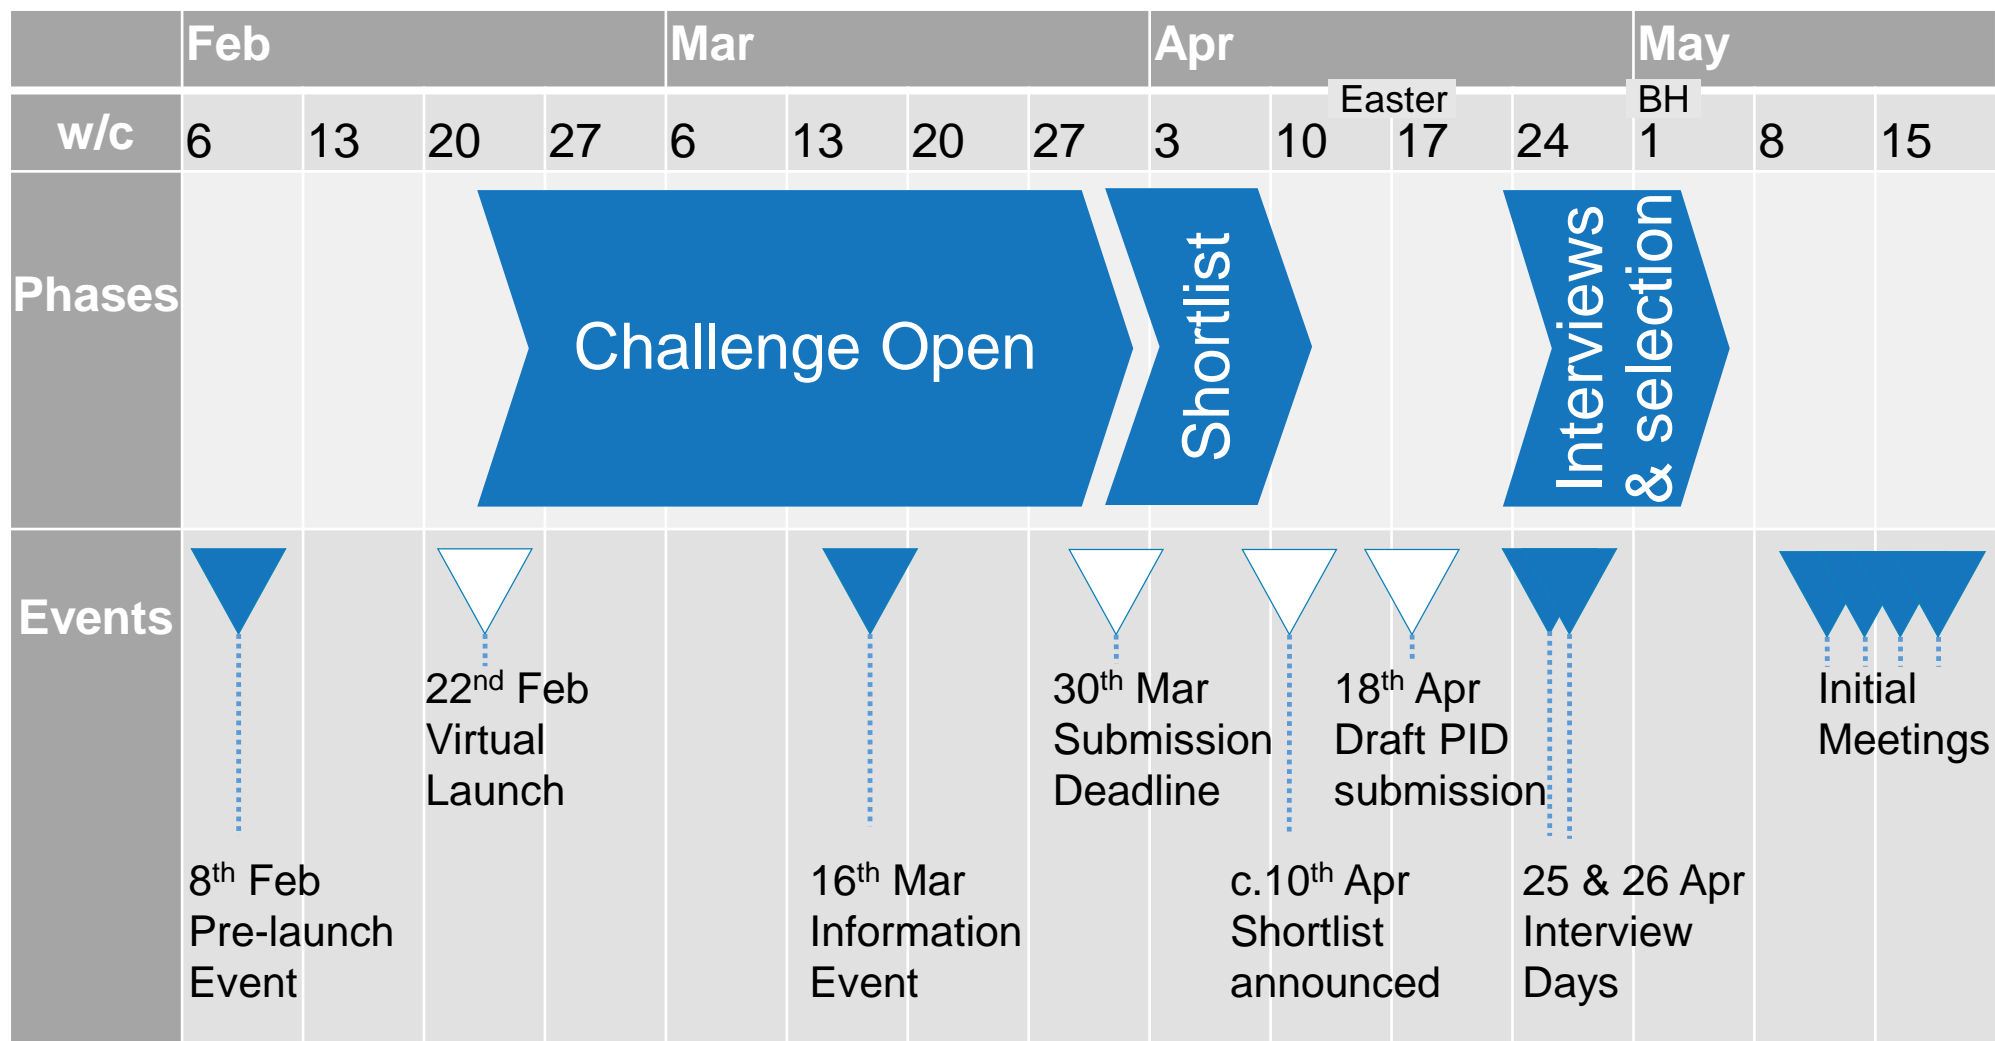 Feb Mar Apr May
Easter BH
w/c 6 13 20 27 6 13 20 27 3 10 17 24 1 8 15
Phases
Challenge Open
Shortlist
Interviews
& selection
Events
22nd Feb
Virtual
Launch
30th Mar
Submission
Deadline
18th Apr
Draft PID
submission
Initial
Meetings
8th Feb
Pre-launch
Event
16th Mar
Information
Event
c.10th Apr
Shortlist
announced
25 & 26 Apr
Interview
Days